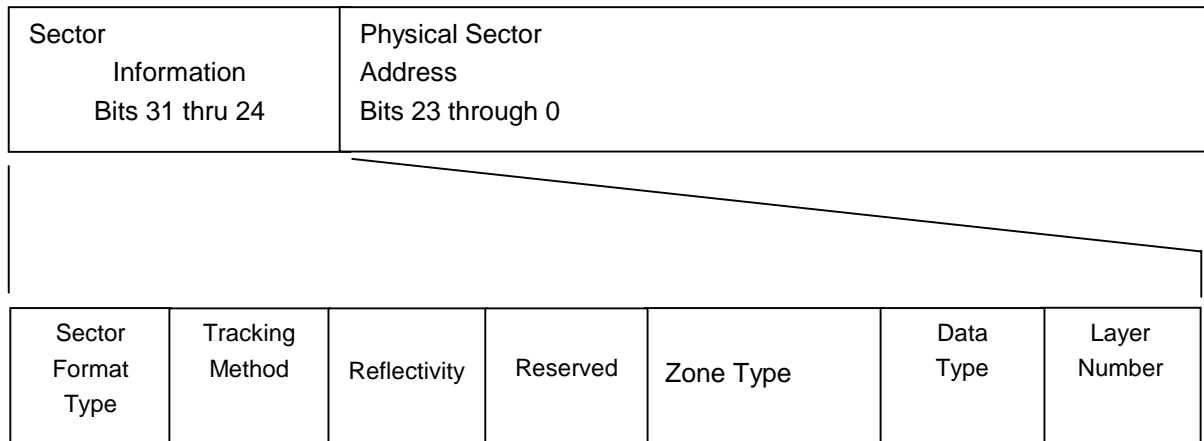 Sector
Information
Bits 31 thru 24
Physical Sector
Address
Bits 23 through 0
Sector
Format
Type
Tracking
Method
Reflectivity
Reserved
Zone Type
Data
Type
Layer
Number